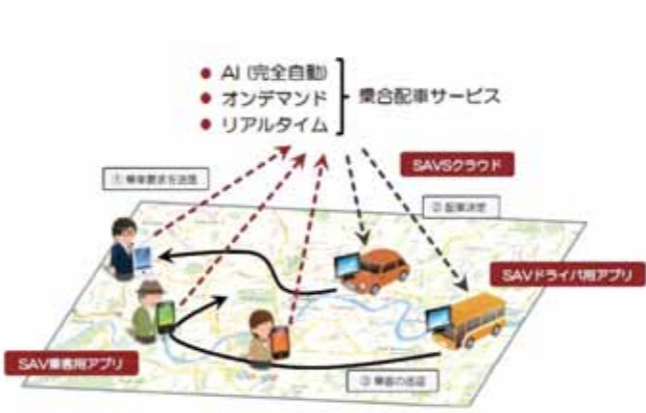 ● AI (完全自動)
● オンデマンド
● リアルタイム
乗合配車サービス
SAVSクラウド
① 乗車要求を送信
② 配車決定
SAVドライバ用アプリ
SAV乗客用アプリ
③ 乗客の送迎